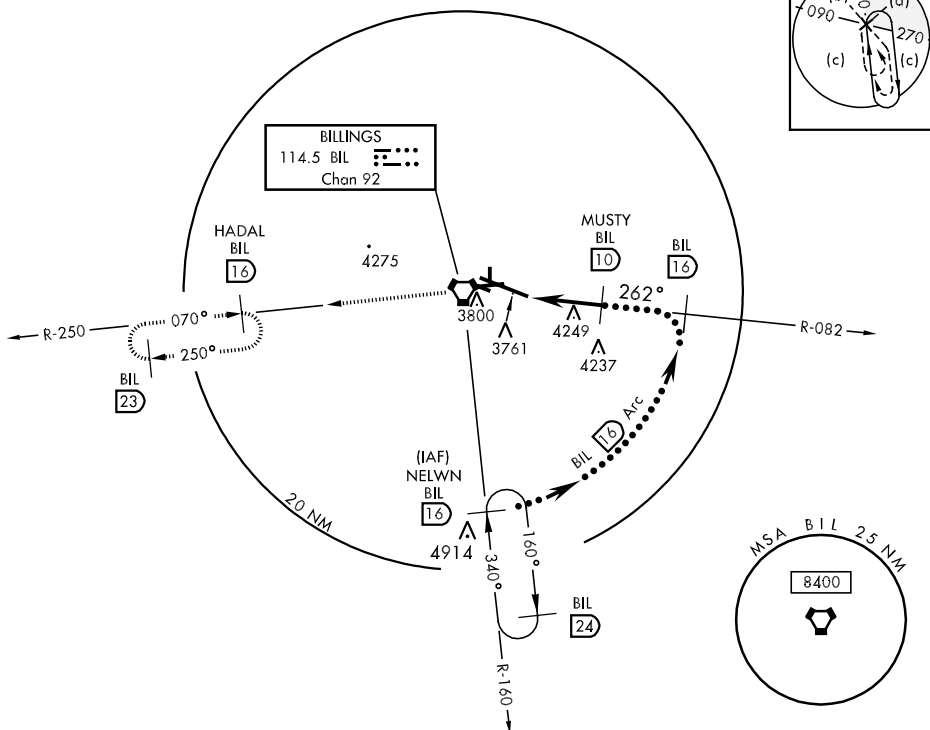 090
270
(c)
(c)
BILLINGS
114.5 BIL
Chan 92
HADAL
BIL
16
4275
MUSTY
BIL
10
BIL
16
262°
R-250
070°
250°
BIL
23
3800
3761
4249
4237
R-082
BIL 16 Arc
(IAF)
NELWN
BIL
16
4914
20 NM
340°
160°
BIL
24
R-160
MSA BIL 25 NM
8400